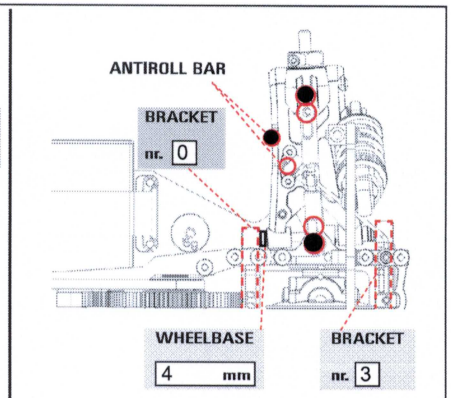 ANTIROLL BAR
BRACKET
nr. 0
WHEELBASE
4 mm
BRACKET
nr. 3